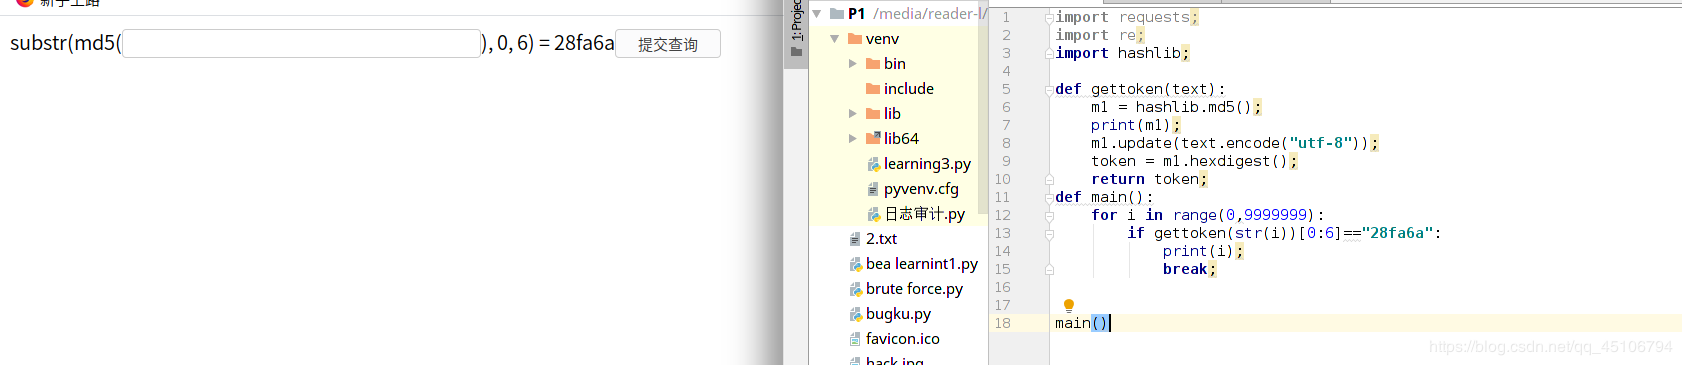 新手上路
substr(md5(), 0, 6) = 28fa6a 提交查询
1: Projec
P1 /media/reader-l/
venv
bin
include
lib
lib64
learning3.py
pyvenv.cfg
日志审计.py
2.txt
bea learnint1.py
brute force.py
bugku.py
favicon.ico
1 import requests;
2 import re;
3 import hashlib;
4
5 def gettoken(text):
6 m1 = hashlib.md5();
7 print(m1);
8 m1.update(text.encode("utf-8"));
9 token = m1.hexdigest();
10 return token;
11 def main():
12 for i in range(0,9999999):
13 if gettoken(str(i))[0:6]=="28fa6a":
14 print(i);
15 break;
16
17
18 main()
https://blog.csdn.net/qq_45106794